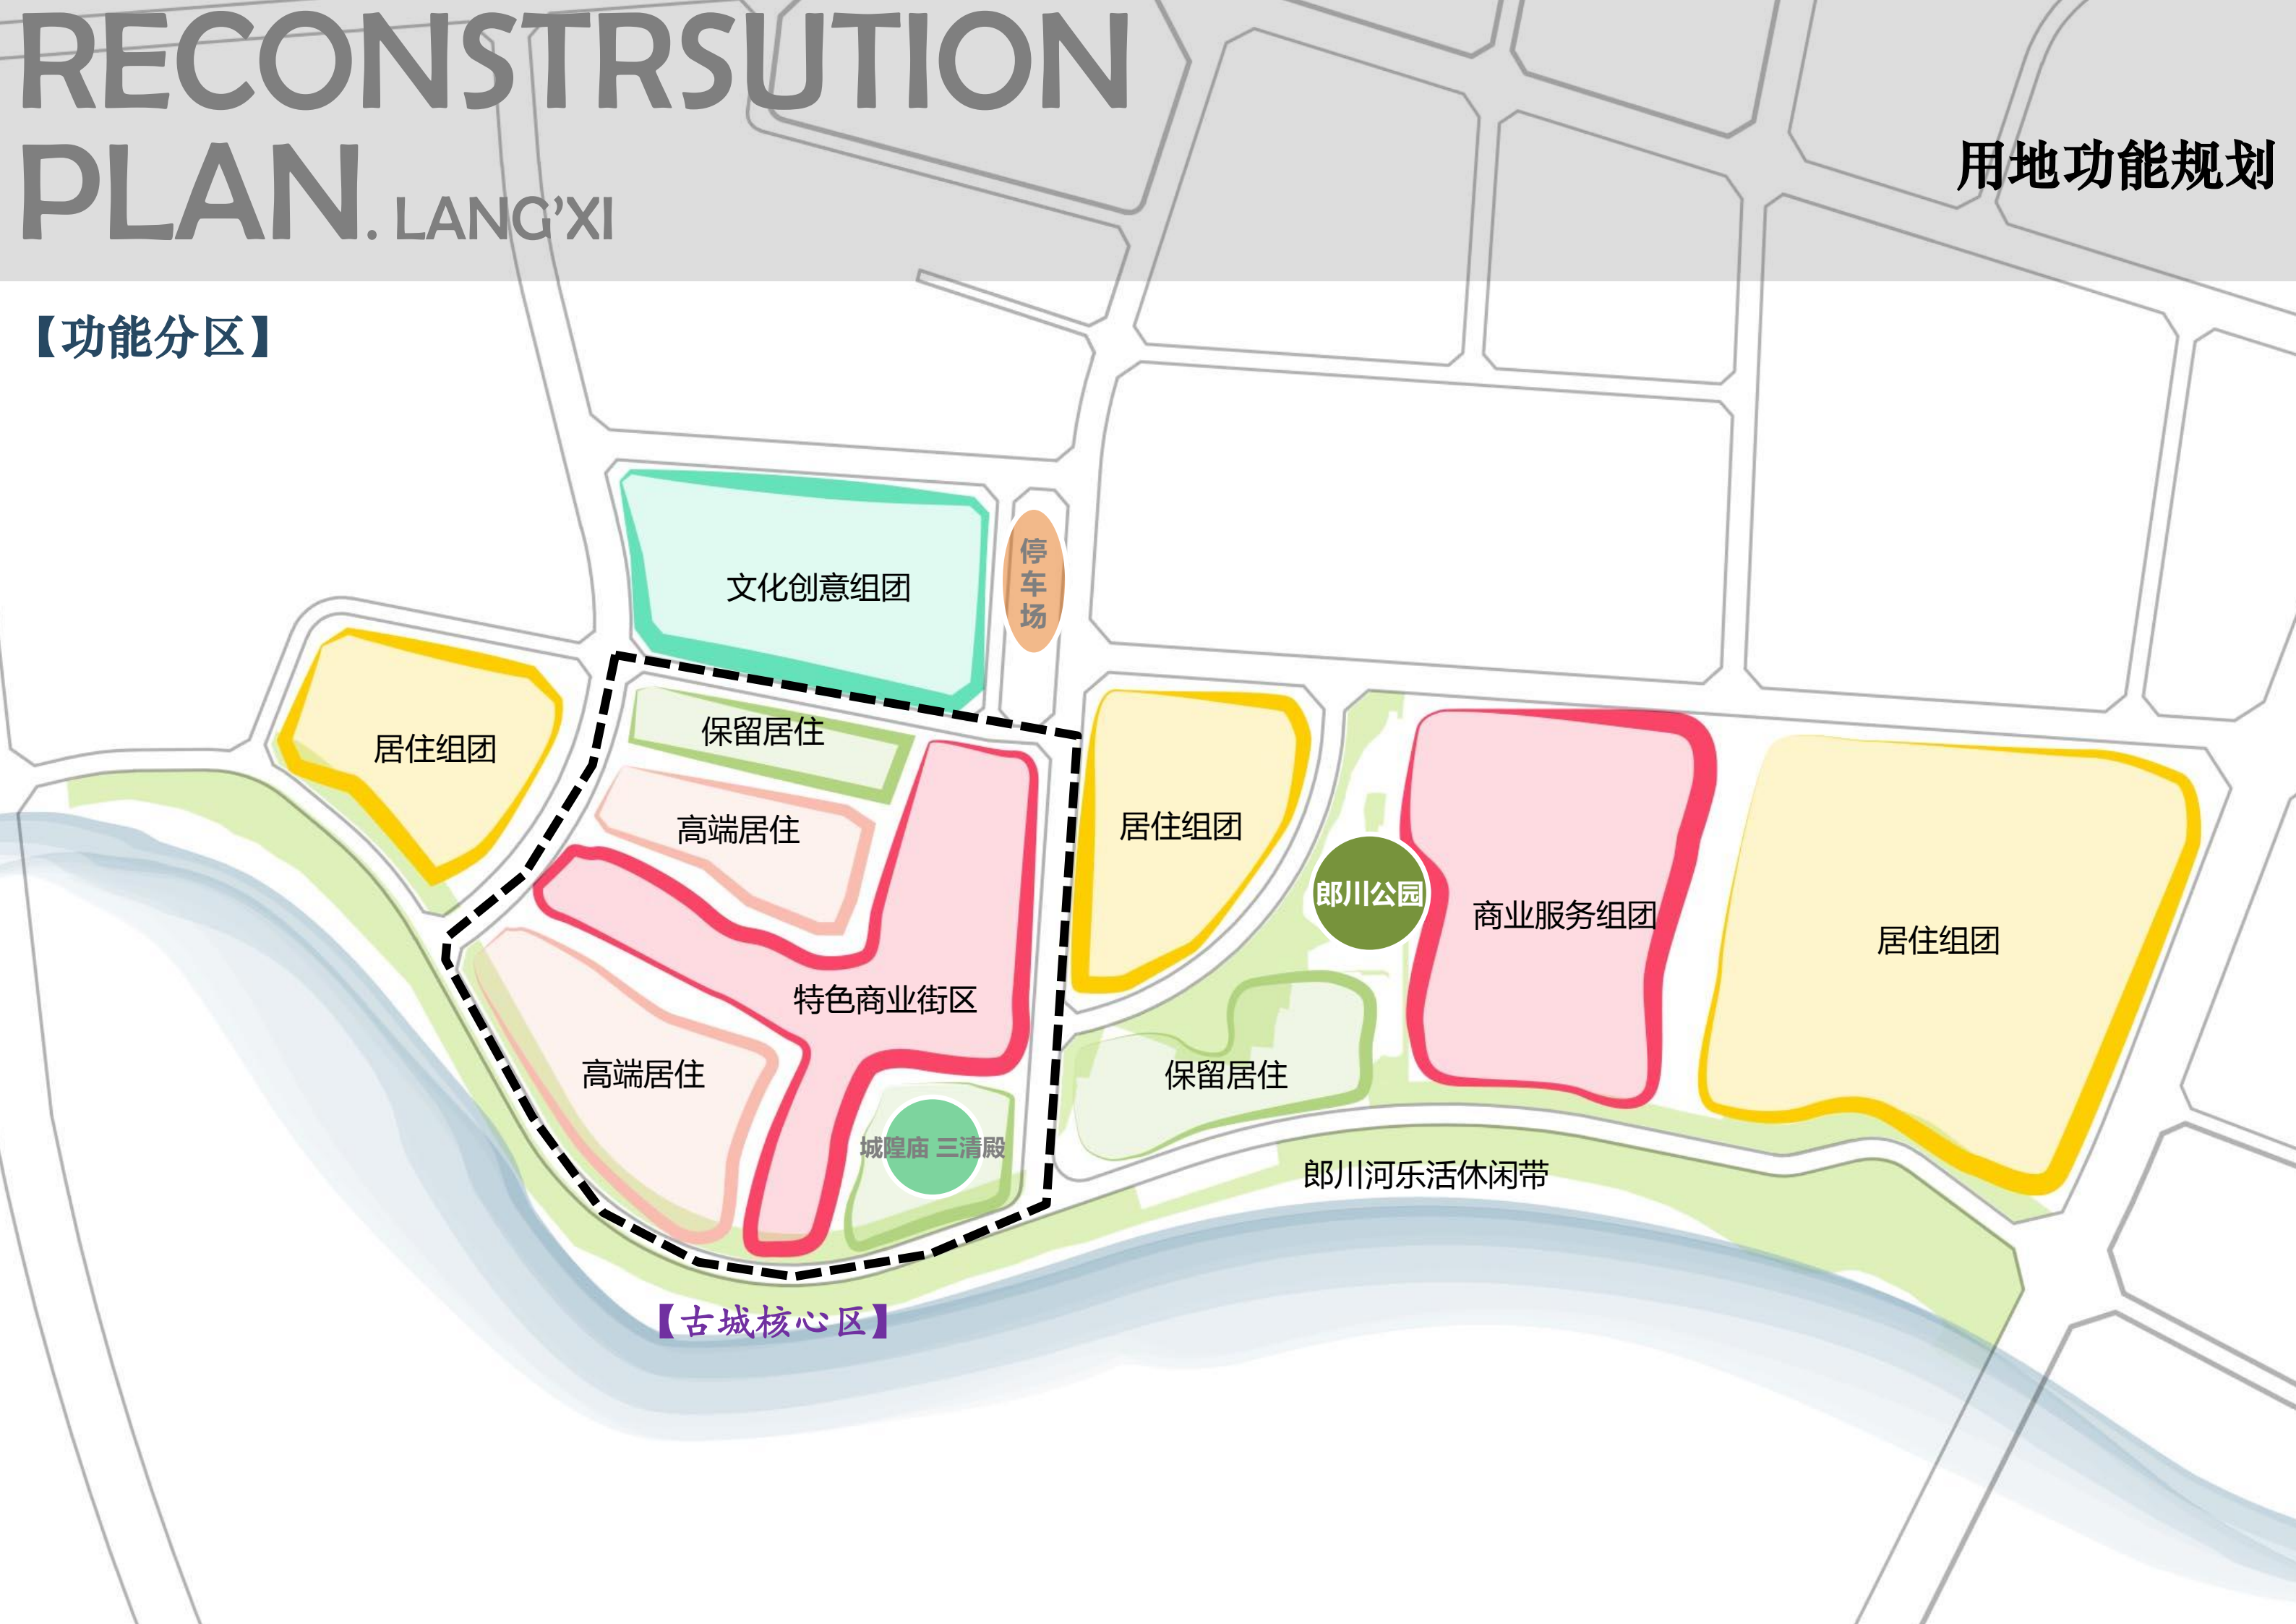 RECONSTRSUTION
PLAN. LANG'XI
用地功能规划
【功能分区】
文化创意组团
停车场
居住组团
保留居住
高端居住
居住组团
郎川公园
商业服务组团
居住组团
特色商业街区
高端居住
保留居住
城隍庙 三清殿
郎川河乐活休闲带
【古城核心区】